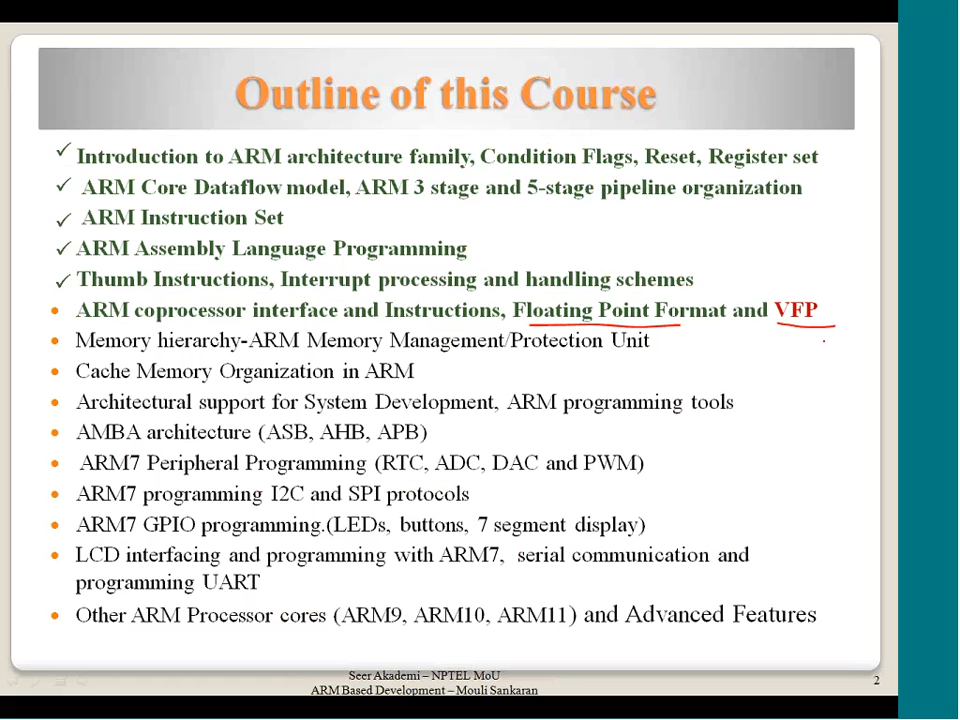 Outline of this Course
✓ Introduction to ARM architecture family, Condition Flags, Reset, Register set
✓ ARM Core Dataflow model, ARM 3 stage and 5-stage pipeline organization
✓ ARM Instruction Set
✓ ARM Assembly Language Programming
✓ Thumb Instructions, Interrupt processing and handling schemes
• ARM coprocessor interface and Instructions, Floating Point Format and VFP
• Memory hierarchy-ARM Memory Management/Protection Unit
• Cache Memory Organization in ARM
• Architectural support for System Development, ARM programming tools
• AMBA architecture (ASB, AHB, APB)
• ARM7 Peripheral Programming (RTC, ADC, DAC and PWM)
• ARM7 programming I2C and SPI protocols
• ARM7 GPIO programming.(LEDs, buttons, 7 segment display)
• LCD interfacing and programming with ARM7, serial communication and
programming UART
• Other ARM Processor cores (ARM9, ARM10, ARM11) and Advanced Features
Seer Akademi – NPTEL MoU
ARM Based Development – Mouli Sankaran
2